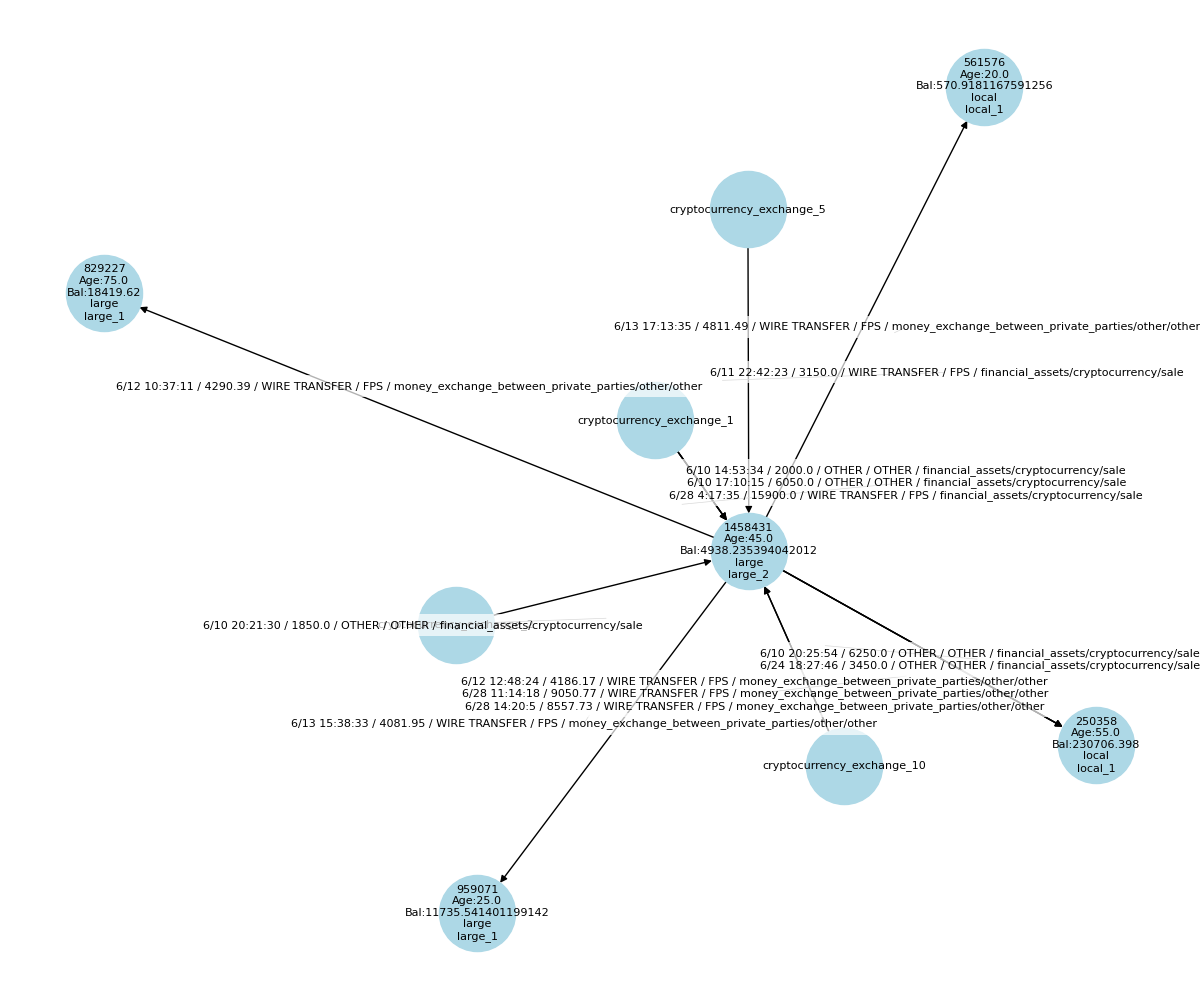 561576
Age:20.0
Bal:570.9181167591256
local
local_1
cryptocurrency_exchange_5
829227
Age:75.0
Bal:18419.62
large
large_1
6/13 17:13:35 / 4811.49 / WIRE TRANSFER / FPS / money_exchange_between_private_parties/other/other
6/11 22:42:23 / 3150.0 / WIRE TRANSFER / FPS / financial_assets/cryptocurrency/sale
6/12 10:37:11 / 4290.39 / WIRE TRANSFER / FPS / money_exchange_between_private_parties/other/other
cryptocurrency_exchange_1
6/10 14:53:34 / 2000.0 / OTHER / OTHER / financial_assets/cryptocurrency/sale
6/10 17:10:15 / 6050.0 / OTHER / OTHER / financial_assets/cryptocurrency/sale
6/28 4:17:35 / 15900.0 / WIRE TRANSFER / FPS / financial_assets/cryptocurrency/sale
1458431
Age:45.0
Bal:4938.235394042012
large
large_2
6/10 20:21:30 / 1850.0 / OTHER / OTHER / financial_assets/cryptocurrency/sale
6/10 20:25:54 / 6250.0 / OTHER / OTHER / financial_assets/cryptocurrency/sale
6/24 18:27:46 / 3450.0 / OTHER / OTHER / financial_assets/cryptocurrency/sale
6/12 12:48:24 / 4186.17 / WIRE TRANSFER / FPS / money_exchange_between_private_parties/other/other
6/28 11:14:18 / 9050.77 / WIRE TRANSFER / FPS / money_exchange_between_private_parties/other/other
6/28 14:20:5 / 8557.73 / WIRE TRANSFER / FPS / money_exchange_between_private_parties/other/other
6/13 15:38:33 / 4081.95 / WIRE TRANSFER / FPS / money_exchange_between_private_parties/other/other
250358
Age:55.0
Bal:230706.398
local
local_1
cryptocurrency_exchange_10
959071
Age:25.0
Bal:11735.541401199142
large
large_1